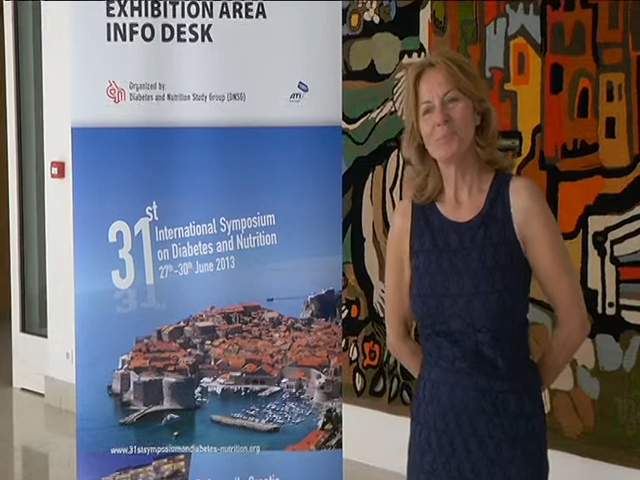 EXHIBITION AREA
INFO DESK
Organized by:
Diabetes and Nutrition Study Group (DNSG)
31st
International Symposium
on Diabetes and Nutrition
27th-30th June 2013
www.31stsymposiumondiabetes-nutrition.org
Croatia